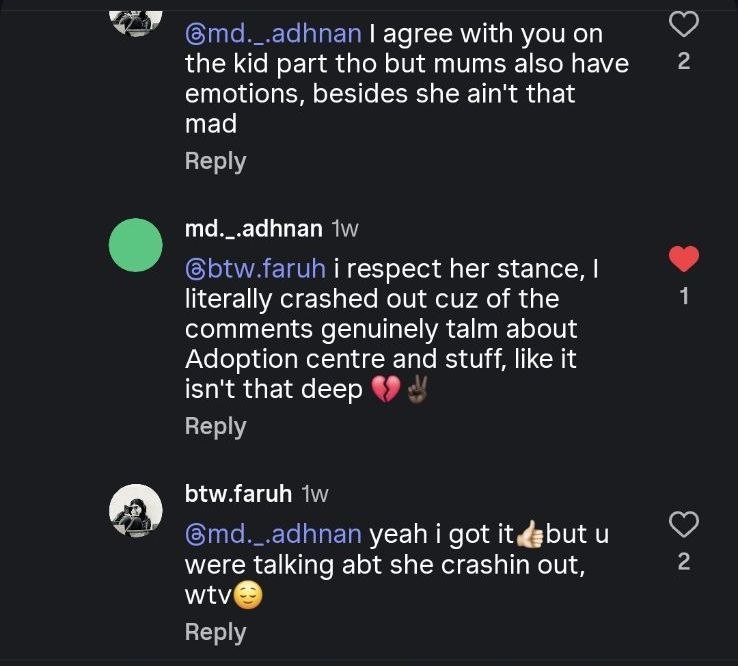 @md._.adhnan I agree with you on
the kid part tho but mums also have
emotions, besides she ain't that
mad
2
Reply
md._.adhnan 1w
@btw.faruh i respect her stance, I
literally crashed out cuz of the
comments genuinely talm about
Adoption centre and stuff, like it
isn't that deep 💔✌🏿
1
Reply
btw.faruh 1w
@md._.adhnan yeah i got it👍🏻but u
were talking abt she crashin out,
wtv😌
2
Reply